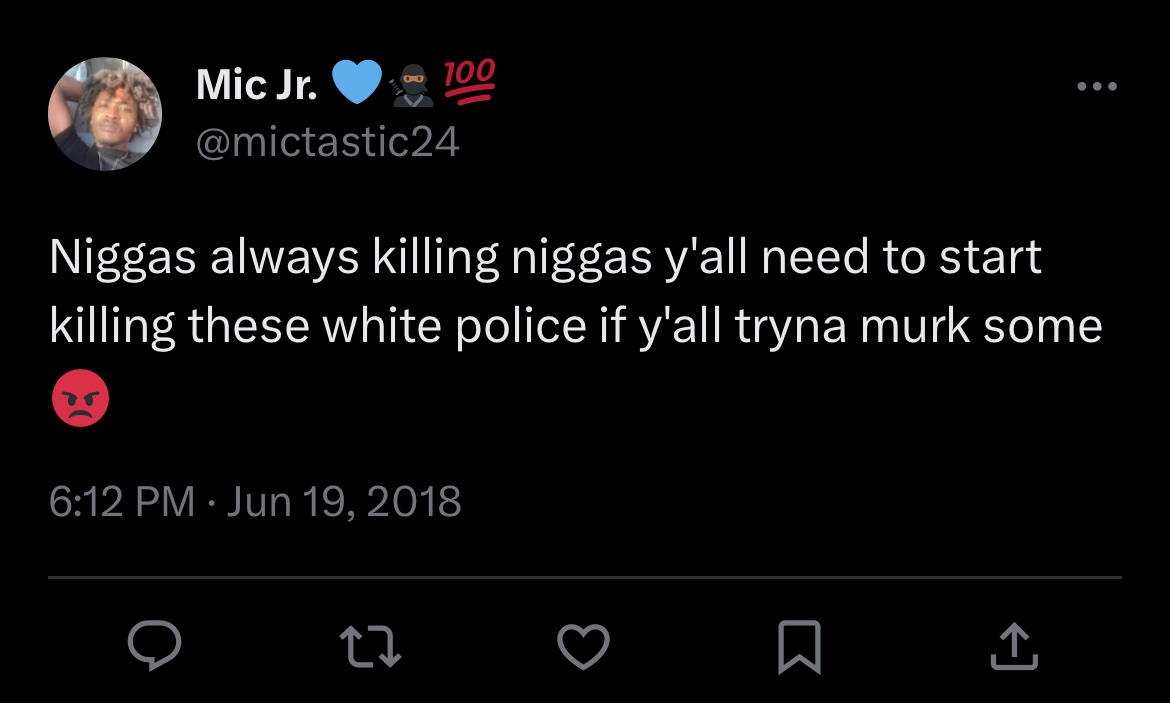 Mic Jr. 🩵🥷🏾💯
@mictastic24
Niggas always killing niggas y'all need to start
killing these white police if y'all tryna murk some
😡
6:12 PM · Jun 19, 2018